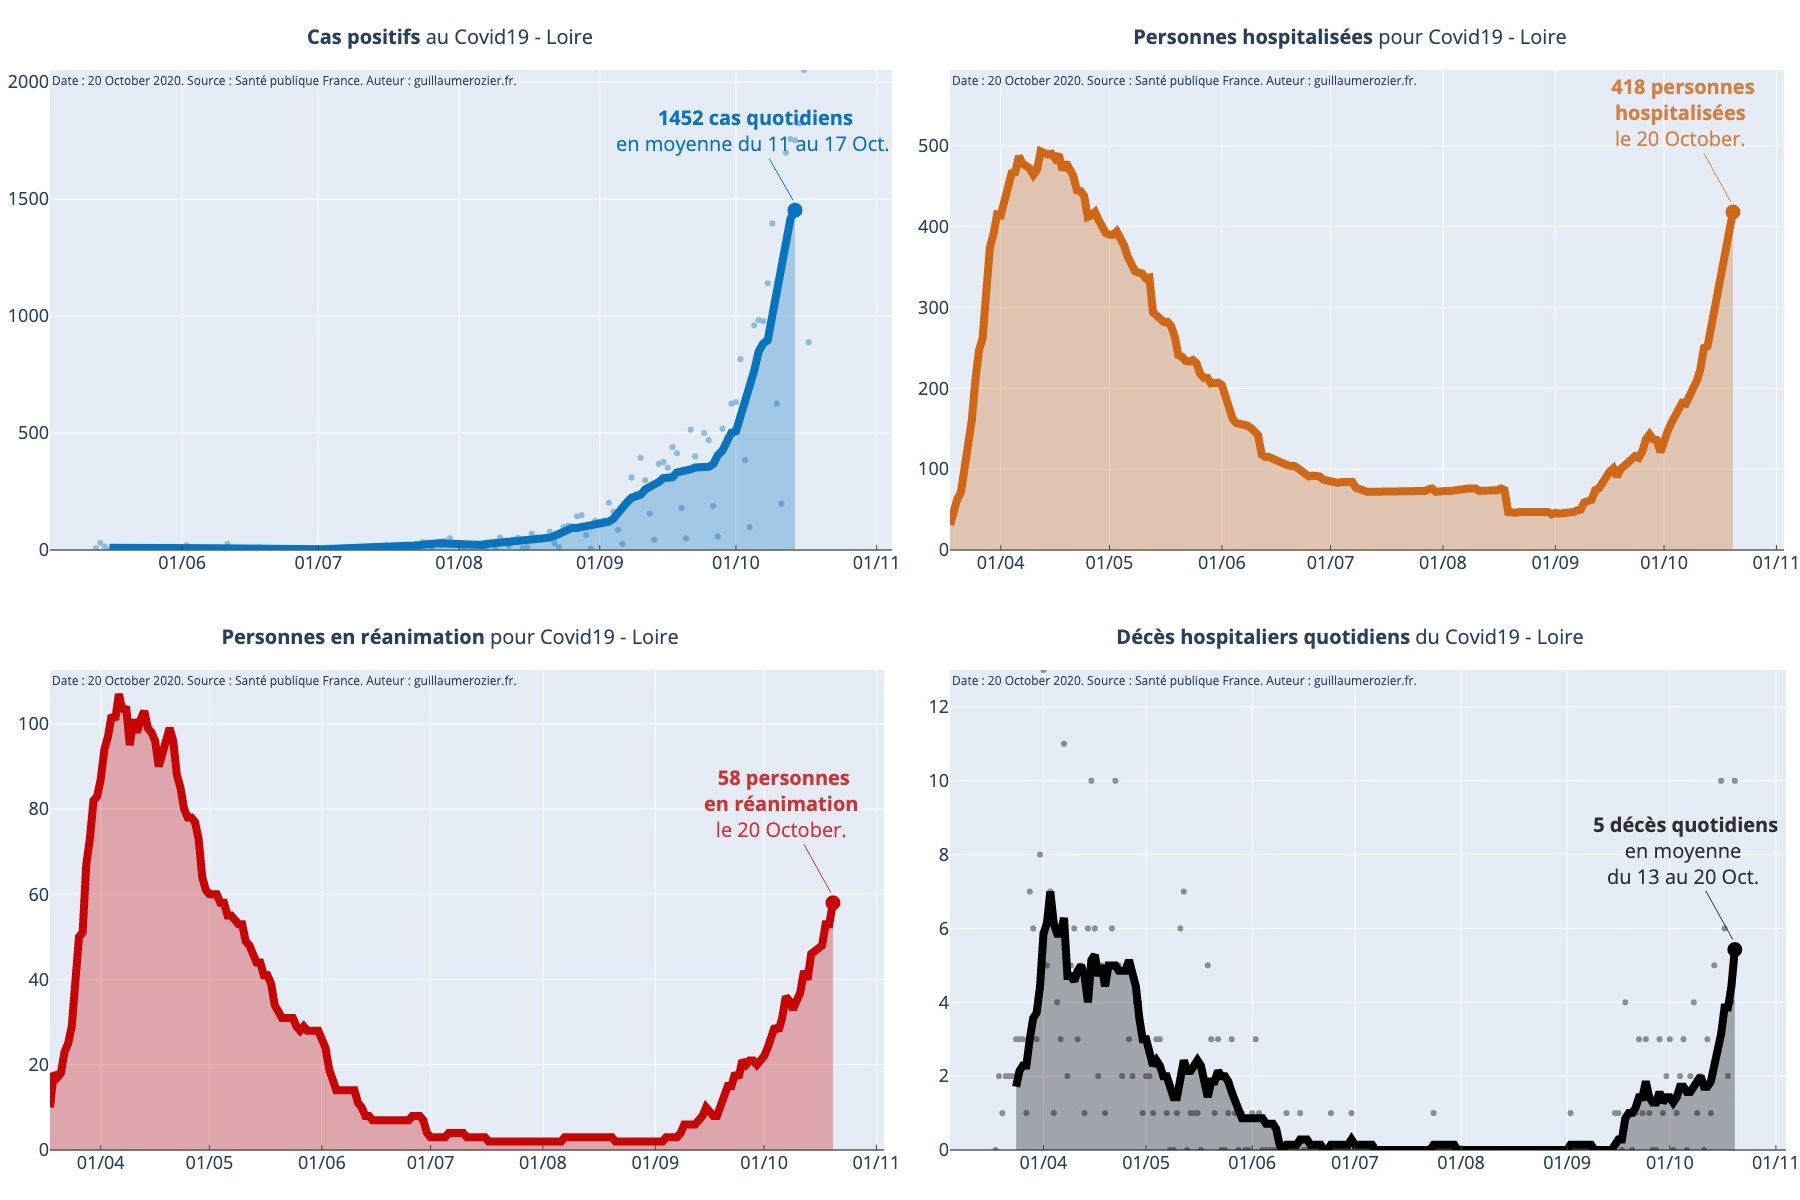 Cas positifs au Covid19 - Loire
Date : 20 October 2020. Source : Santé publique France. Auteur : guillaumerozier.fr.
1452 cas quotidiens
en moyenne du 11 au 17 Oct.
2000
1500
1000
500
0
01/06 01/07 01/08 01/09 01/10 01/11
Personnes hospitalisées pour Covid19 - Loire
Date : 20 October 2020. Source : Santé publique France. Auteur : guillaumerozier.fr.
418 personnes
hospitalisées
le 20 October.
500
400
300
200
100
0
01/04 01/05 01/06 01/07 01/08 01/09 01/10 01/11
Personnes en réanimation pour Covid19 - Loire
Date : 20 October 2020. Source : Santé publique France. Auteur : guillaumerozier.fr.
58 personnes
en réanimation
le 20 October.
100
80
60
40
20
0
01/04 01/05 01/06 01/07 01/08 01/09 01/10 01/11
Décès hospitaliers quotidiens du Covid19 - Loire
Date : 20 October 2020. Source : Santé publique France. Auteur : guillaumerozier.fr.
5 décès quotidiens
en moyenne
du 13 au 20 Oct.
12
10
8
6
4
2
0
01/04 01/05 01/06 01/07 01/08 01/09 01/10 01/11